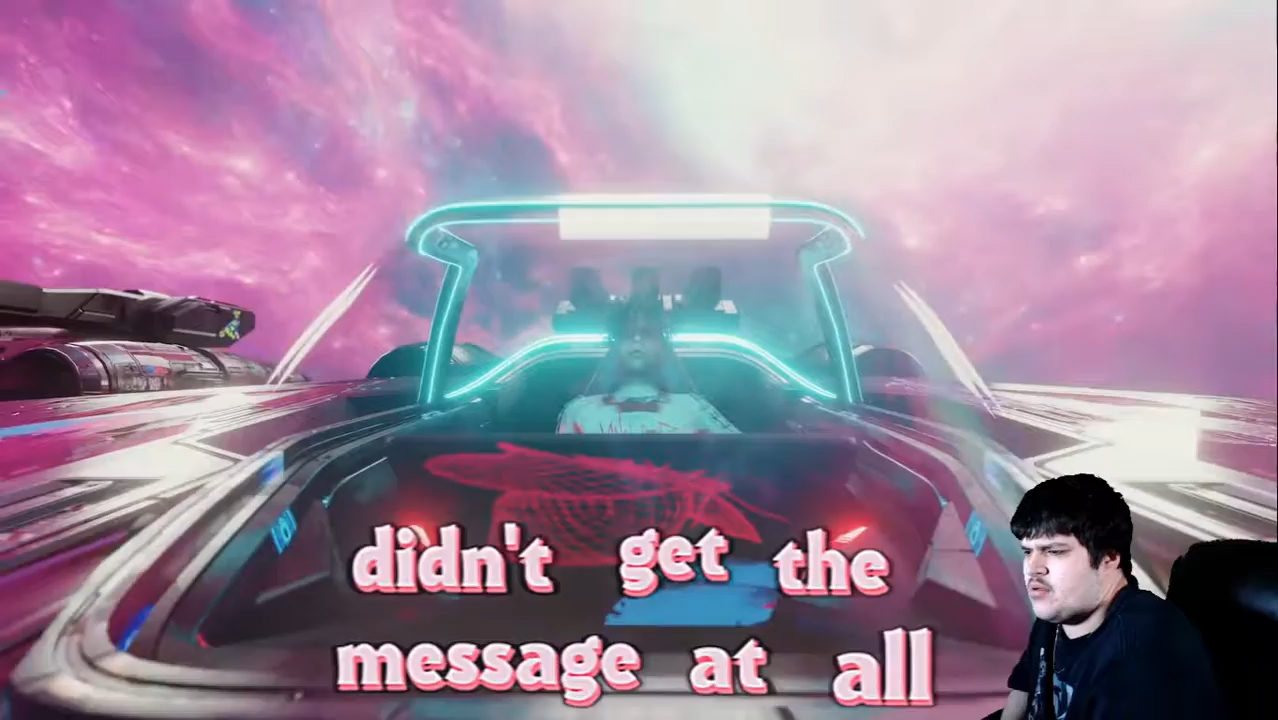 didn't get the
message at all